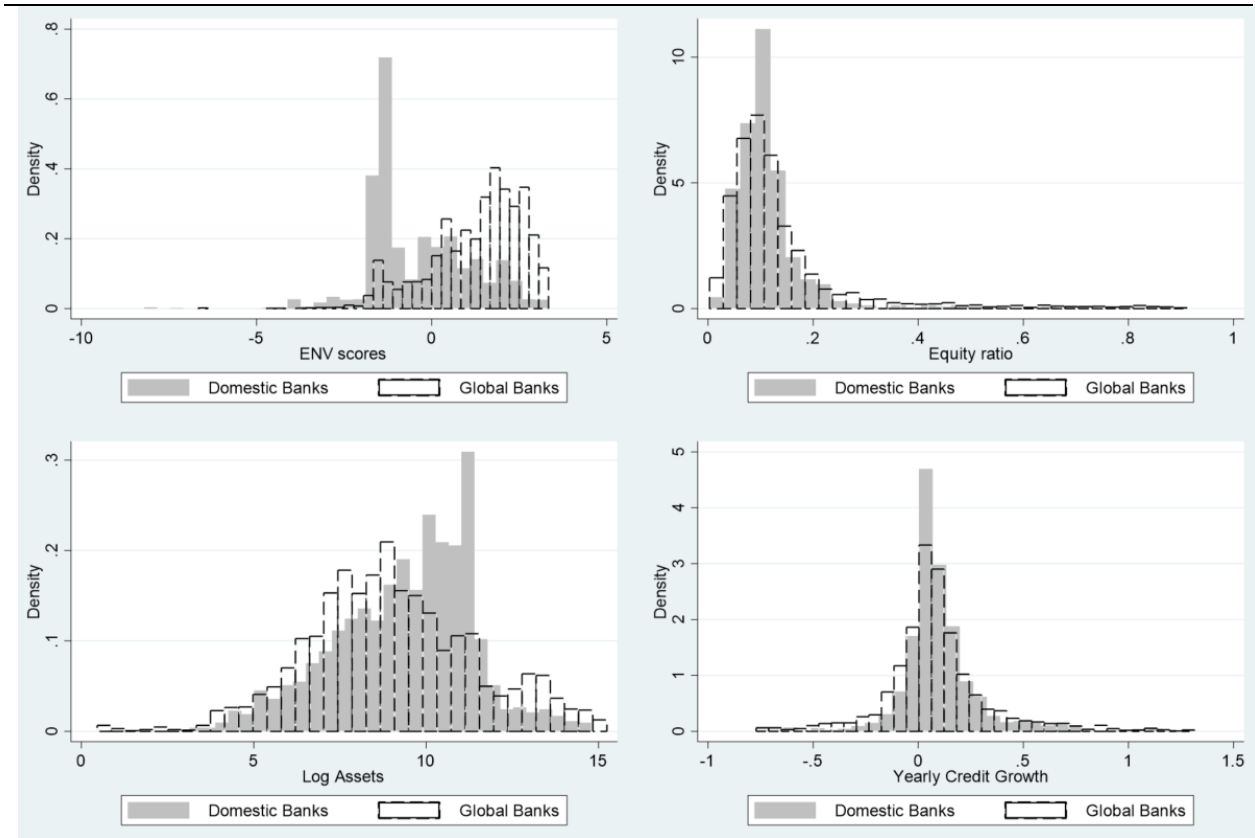 Density
0 .2 .4 .6 .8
-10 -5 0 5
ENV scores
Domestic Banks Global Banks
Density
0 5 10
0 .2 .4 .6 .8 1
Equity ratio
Domestic Banks Global Banks
Density
0 .1 .2 .3
0 5 10 15
Log Assets
Domestic Banks Global Banks
Density
0 1 2 3 4 5
-1 -.5 0 .5 1 1.5
Yearly Credit Growth
Domestic Banks Global Banks